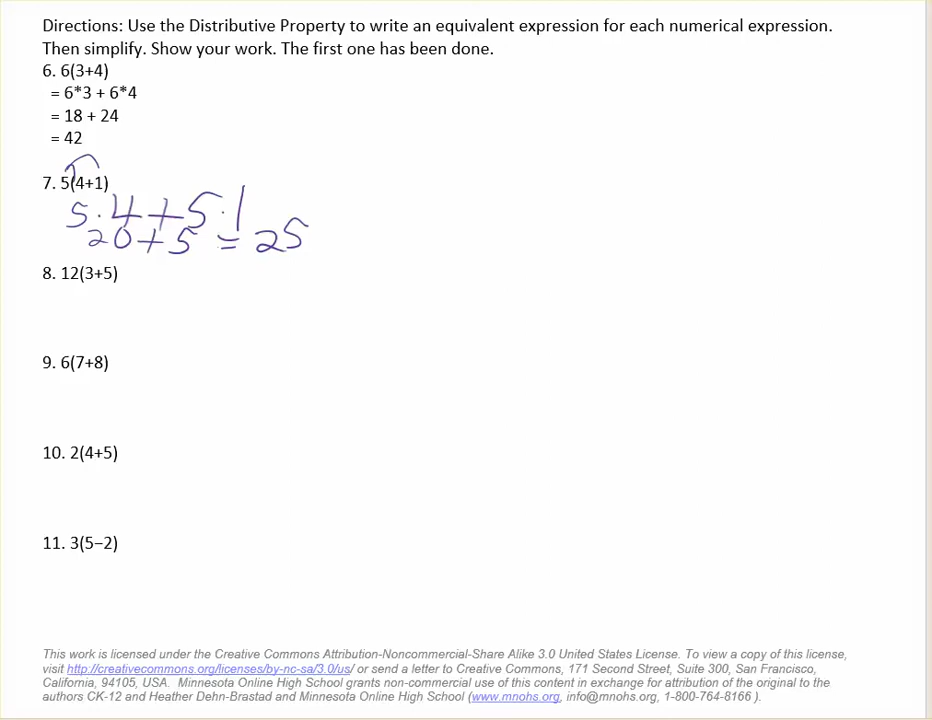 Directions: Use the Distributive Property to write an equivalent expression for each numerical expression.
Then simplify. Show your work. The first one has been done.
6. 6(3+4)
= 6*3 + 6*4
= 18 + 24
= 42
7. 5(4+1)
5·4+5·1
20+5 = 25
8. 12(3+5)
9. 6(7+8)
10. 2(4+5)
11. 3(5−2)
This work is licensed under the Creative Commons Attribution-Noncommercial-Share Alike 3.0 United States License. To view a copy of this license,
visit http://creativecommons.org/licenses/by-nc-sa/3.0/us/ or send a letter to Creative Commons, 171 Second Street, Suite 300, San Francisco,
California, 94105, USA. Minnesota Online High School grants non-commercial use of this content in exchange for attribution of the original to the
authors CK-12 and Heather Dehn-Brastad and Minnesota Online High School (www.mnohs.org, info@mnohs.org, 1-800-764-8166 ).